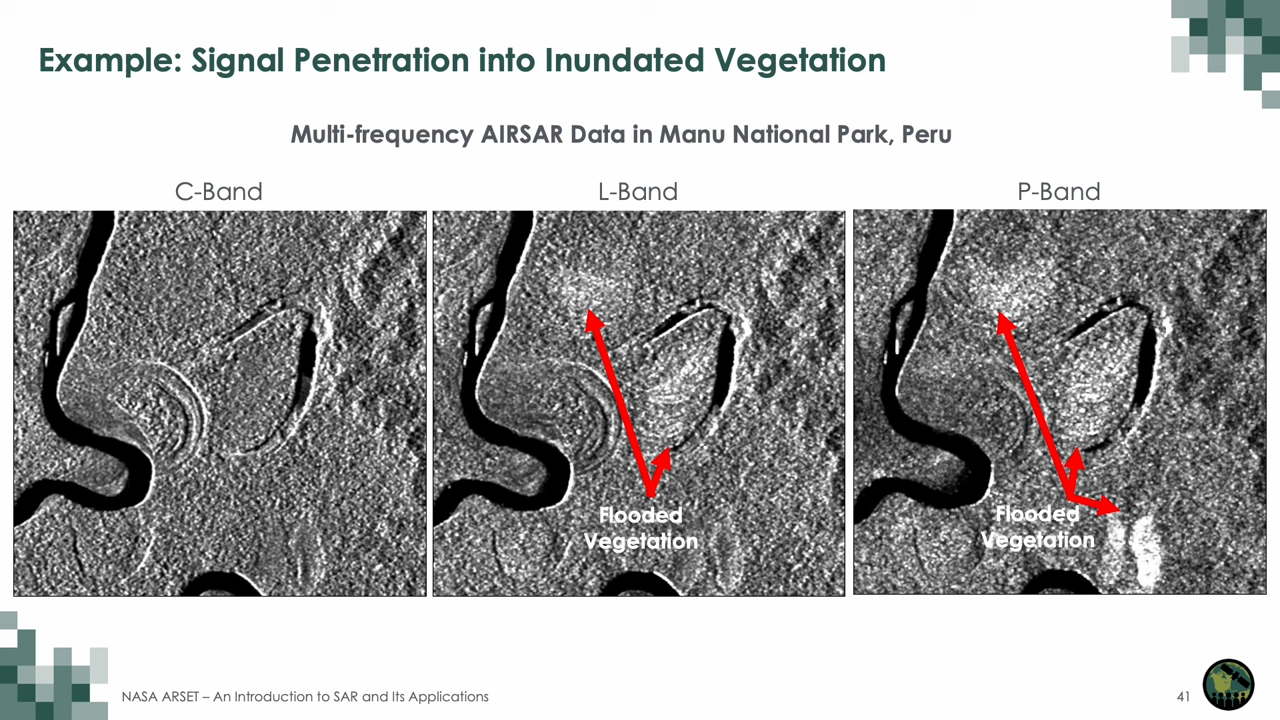 Example: Signal Penetration into Inundated Vegetation
Multi-frequency AIRSAR Data in Manu National Park, Peru
C-Band
L-Band
P-Band
Flooded
Vegetation
Flooded
Vegetation
NASA ARSET – An Introduction to SAR and Its Applications
41